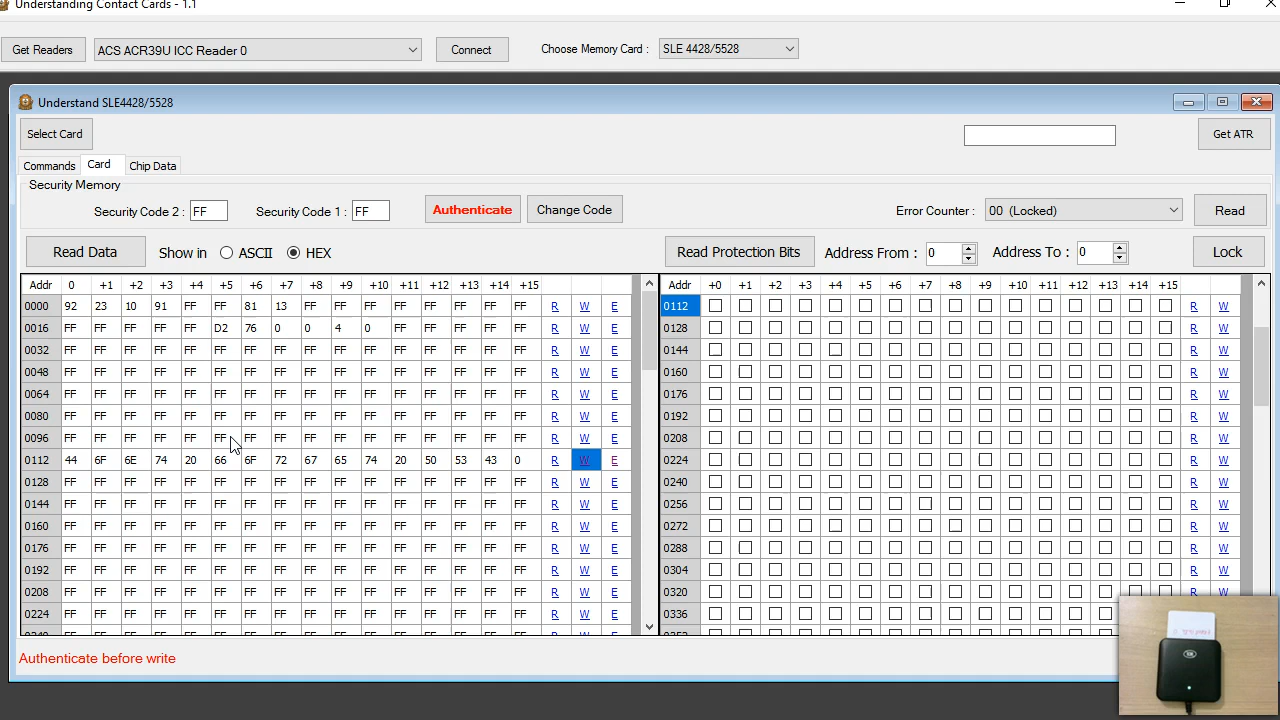 Understanding Contact Cards - 1.1
Get Readers ACS ACR39U ICC Reader 0 Connect Choose Memory Card : SLE 4428/5528
Understand SLE4428/5528
Select Card Get ATR
Commands Card Chip Data
Security Memory
Security Code 2 : FF Security Code 1 : FF Authenticate Change Code Error Counter : 00 (Locked) Read
Read Data Show in ASCII HEX Read Protection Bits Address From : 0 Address To : 0 Lock
Addr 0 +1 +2 +3 +4 +5 +6 +7 +8 +9 +10 +11 +12 +13 +14 +15 Addr +0 +1 +2 +3 +4 +5 +6 +7 +8 +9 +10 +11 +12 +13 +14 +15
0000 92 23 10 91 FF FF 81 13 FF FF FF FF FF FF FF FF R W E 0112 R W
0016 FF FF FF FF FF D2 76 0 0 4 0 FF FF FF FF FF R W E 0128 R W
0032 FF FF FF FF FF FF FF FF FF FF FF FF FF FF FF FF R W E 0144 R W
0048 FF FF FF FF FF FF FF FF FF FF FF FF FF FF FF FF R W E 0160 R W
0064 FF FF FF FF FF FF FF FF FF FF FF FF FF FF FF FF R W E 0176 R W
0080 FF FF FF FF FF FF FF FF FF FF FF FF FF FF FF FF R W E 0192 R W
0096 FF FF FF FF FF FF FF FF FF FF FF FF FF FF FF FF R W E 0208 R W
0112 44 6F 6E 74 20 66 6F 72 67 65 74 20 50 53 43 0 R W E 0224 R W
0128 FF FF FF FF FF FF FF FF FF FF FF FF FF FF FF FF R W E 0240 R W
0144 FF FF FF FF FF FF FF FF FF FF FF FF FF FF FF FF R W E 0256 R W
0160 FF FF FF FF FF FF FF FF FF FF FF FF FF FF FF FF R W E 0272 R W
0176 FF FF FF FF FF FF FF FF FF FF FF FF FF FF FF FF R W E 0288 R W
0192 FF FF FF FF FF FF FF FF FF FF FF FF FF FF FF FF R W E 0304 R W
0208 FF FF FF FF FF FF FF FF FF FF FF FF FF FF FF FF R W E 0320 R W
0224 FF FF FF FF FF FF FF FF FF FF FF FF FF FF FF FF R W E 0336 R W
Authenticate before write